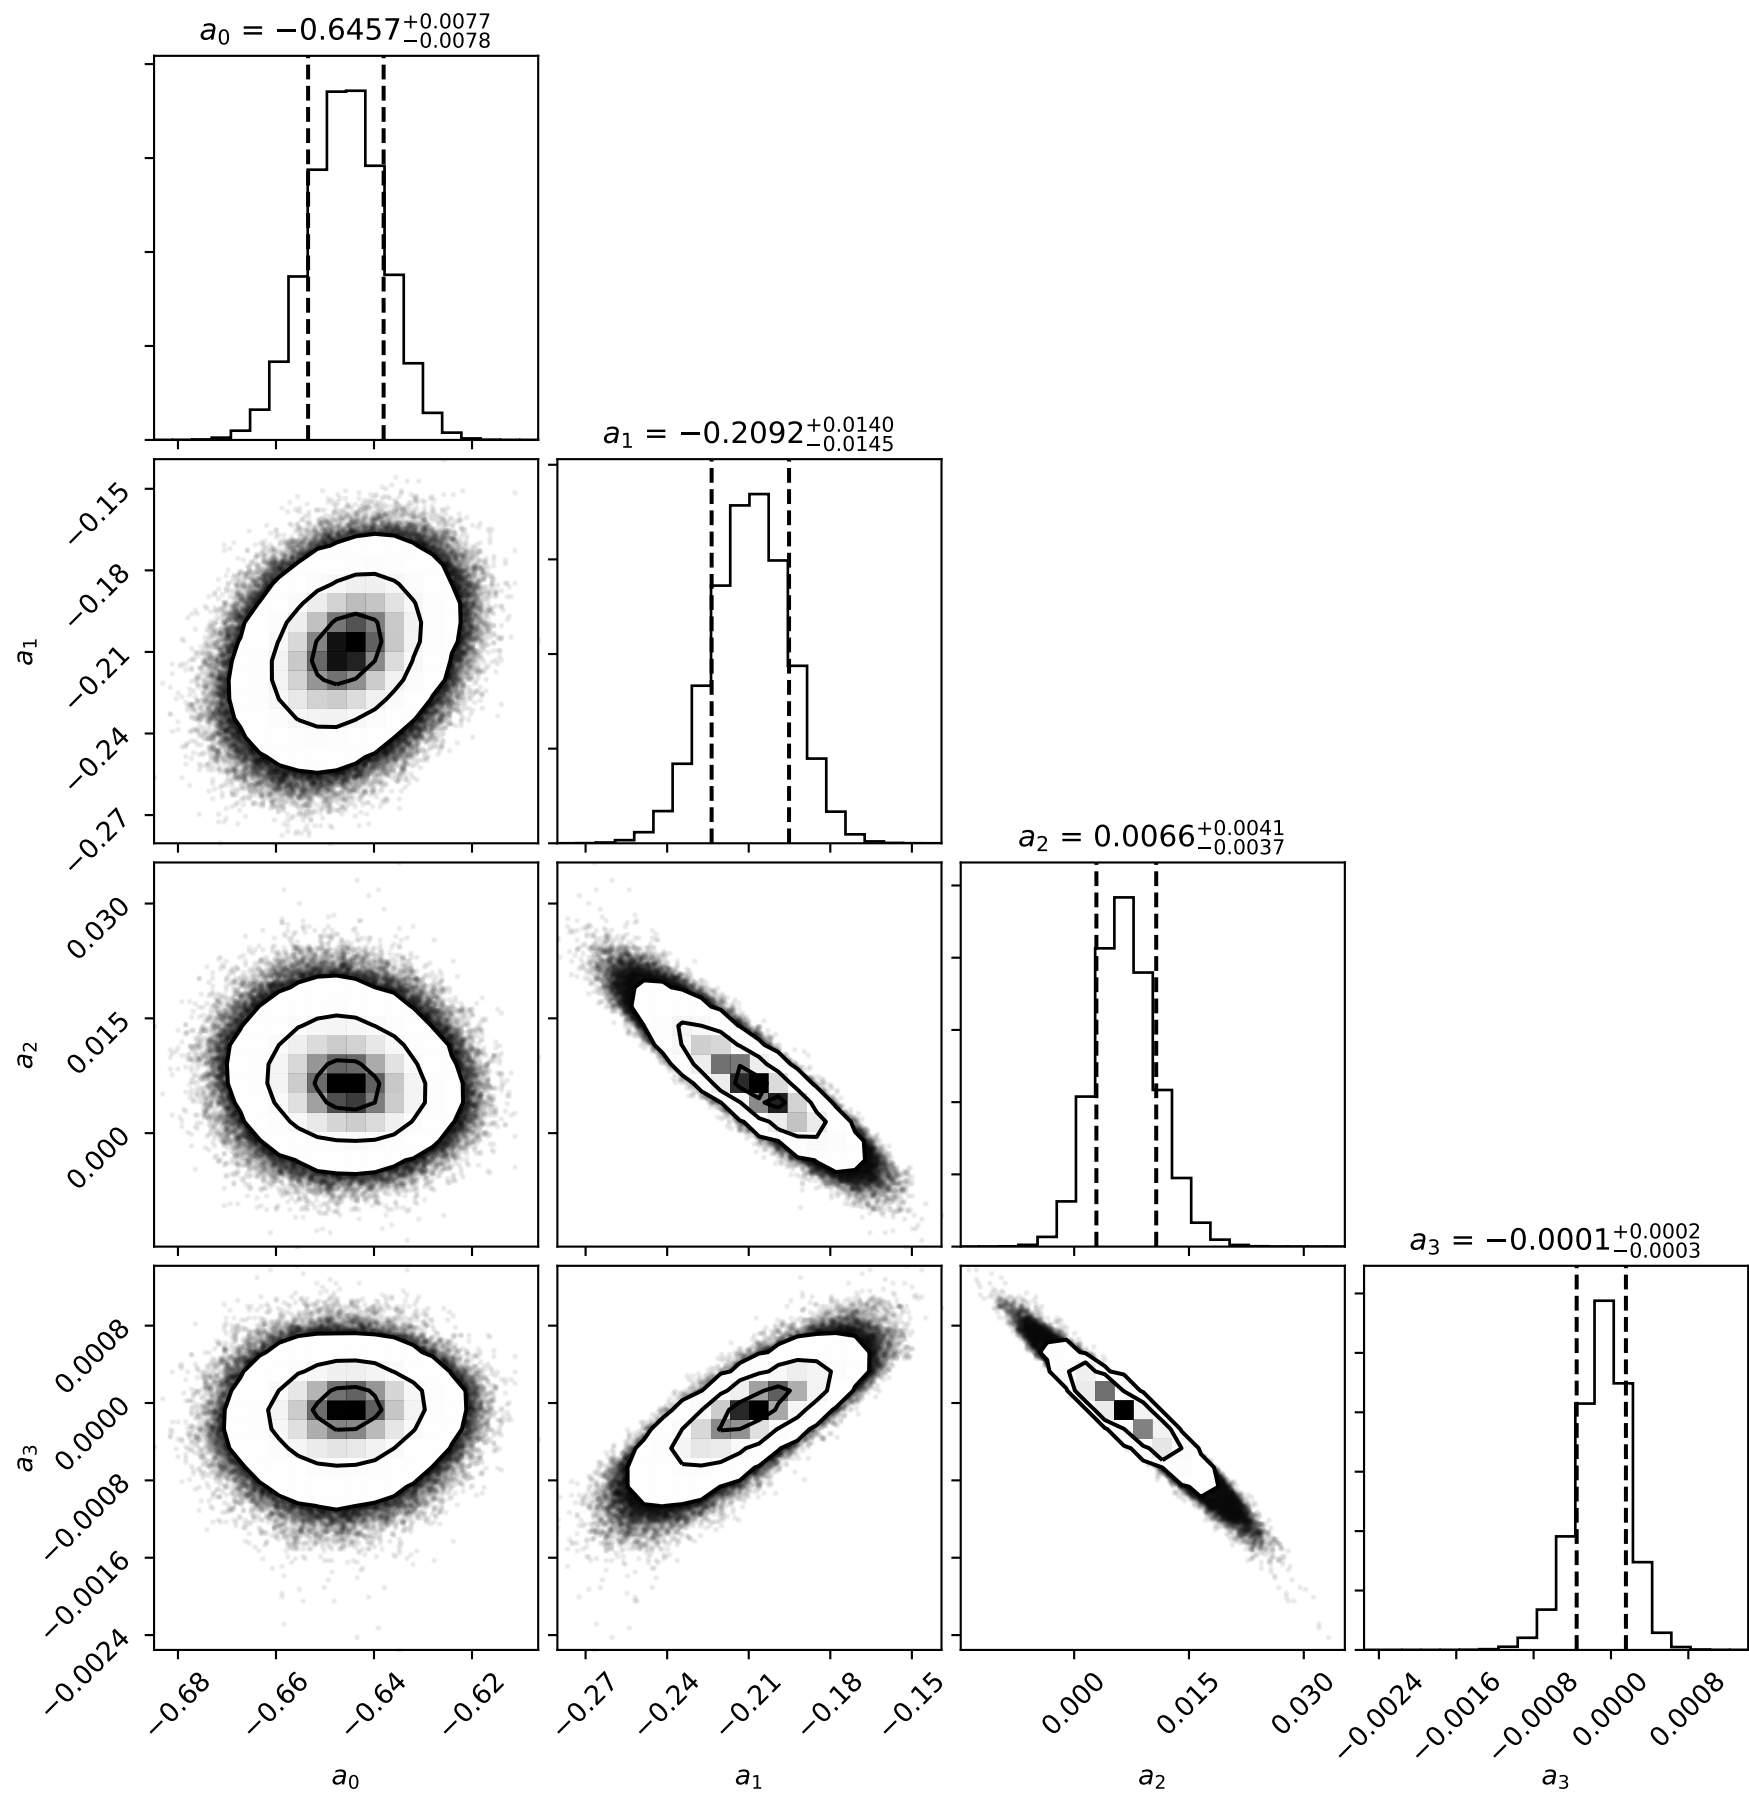 a₀ = −0.6457 +0.0077 −0.0078
a₁ = −0.2092 +0.0140 −0.0145
−0.15
−0.18
−0.21
−0.24
−0.27
a₁
a₂ = 0.0066 +0.0041 −0.0037
0.030
0.015
0.000
a₂
a₃ = −0.0001 +0.0002 −0.0003
0.0008
0.0000
−0.0008
−0.0016
−0.0024
a₃
−0.68 −0.66 −0.64 −0.62
−0.27 −0.24 −0.21 −0.18 −0.15
0.000 0.015 0.030
−0.0024 −0.0016 −0.0008 0.0000 0.0008
a₀ a₁ a₂ a₃